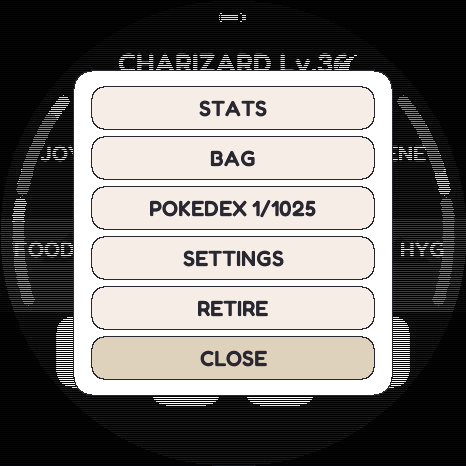 CHARIZARD Lv.36
JOY
ENE
FOOD
HYG
STATS
BAG
POKEDEX 1/1025
SETTINGS
RETIRE
CLOSE